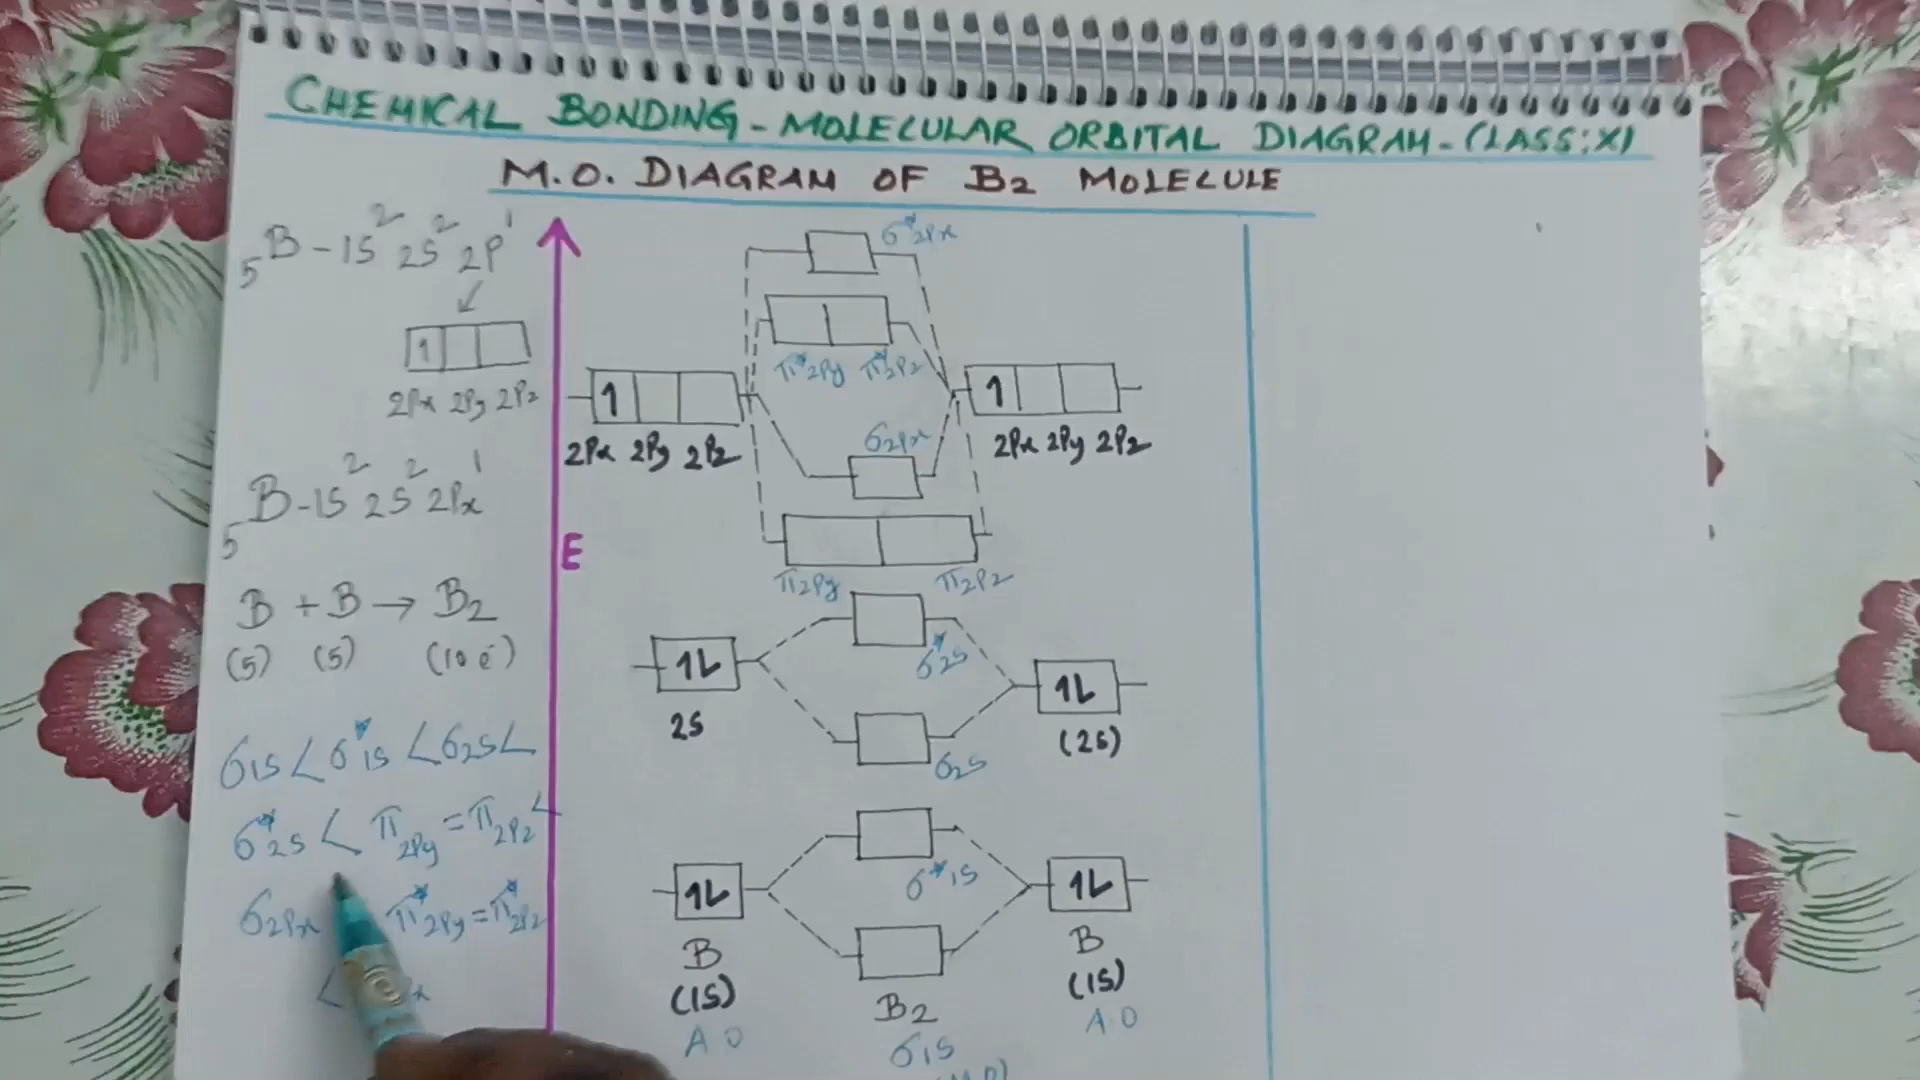 CHEMICAL BONDING - MOLECULAR ORBITAL DIAGRAM - CLASS: XI
M.O. DIAGRAM OF B2 MOLECULE
5B - 1S² 2S² 2P¹
1
2Px 2Py 2Pz
5B - 1S² 2S² 2Px¹
B + B → B2
(5) (5) (10 e⁻)
σ1S < σ*1S < σ2S <
σ*2S < π2Py = π2Pz <
σ2Px π*2Py = π*2Pz
<
E
σ*2Px
π*2Py π*2Pz
1 1
2Px 2Py 2Pz
σ2Px
2Px 2Py 2Pz
π2Py π2Pz
σ*2S
1L 1L
2S (2S)
σ2S
σ*1S
1L 1L
B B
(1S) (1S)
B2
A O A.O
σ1S